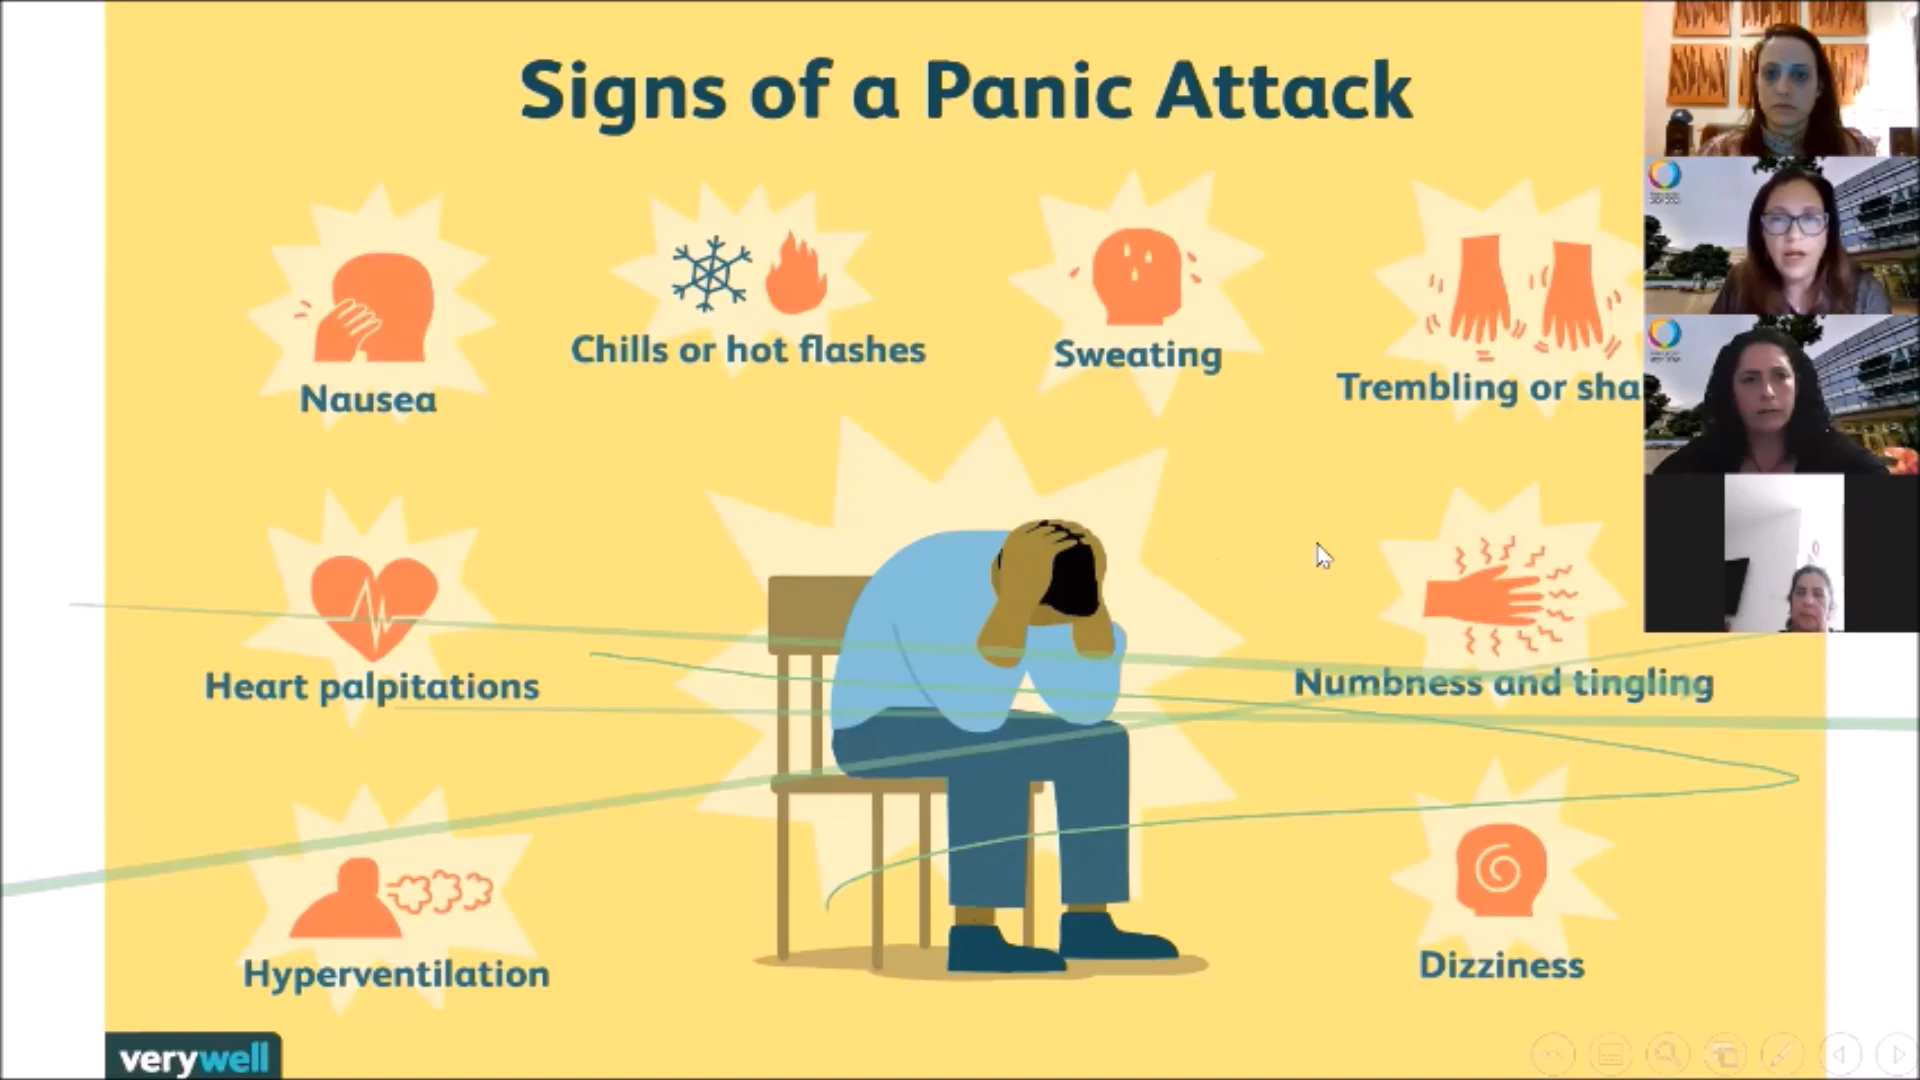 Signs of a Panic Attack
Nausea
Chills or hot flashes
Sweating
Trembling or sha
Heart palpitations
Numbness and tingling
Hyperventilation
Dizziness
verywell